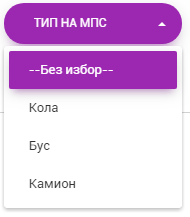 ТИП НА МПС
--Без избор--
Кола
Бус
Камион